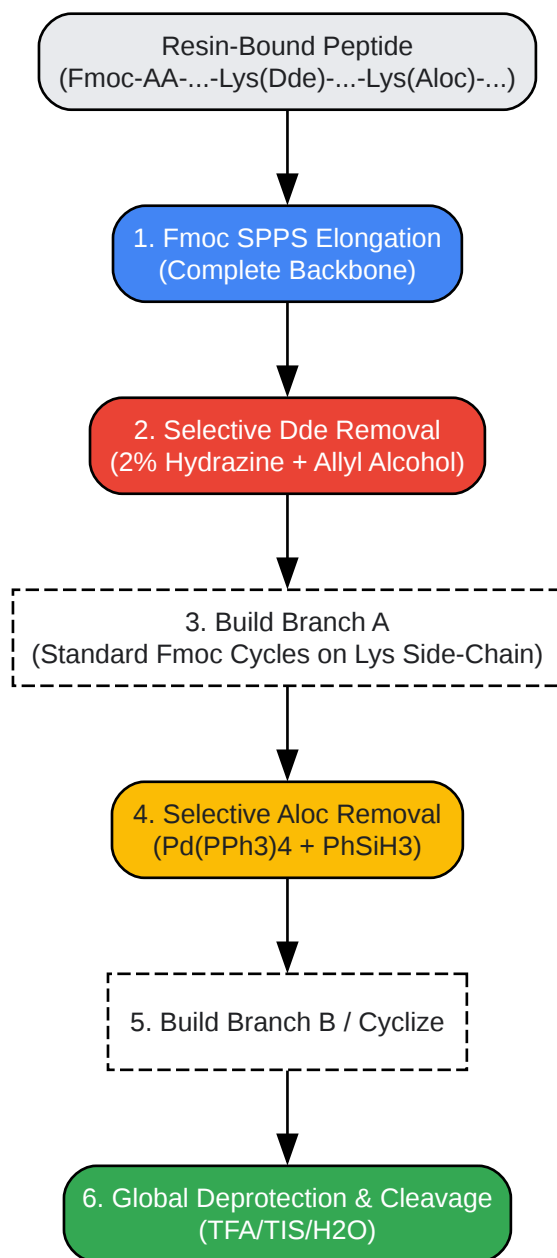 Resin-Bound Peptide
(Fmoc-AA-...-Lys(Dde)-...-Lys(Aloc)-...)
1. Fmoc SPPS Elongation
(Complete Backbone)
2. Selective Dde Removal
(2% Hydrazine + Allyl Alcohol)
3. Build Branch A
(Standard Fmoc Cycles on Lys Side-Chain)
4. Selective Aloc Removal
(Pd(PPh3)4 + PhSiH3)
5. Build Branch B / Cyclize
6. Global Deprotection & Cleavage
(TFA/TIS/H2O)